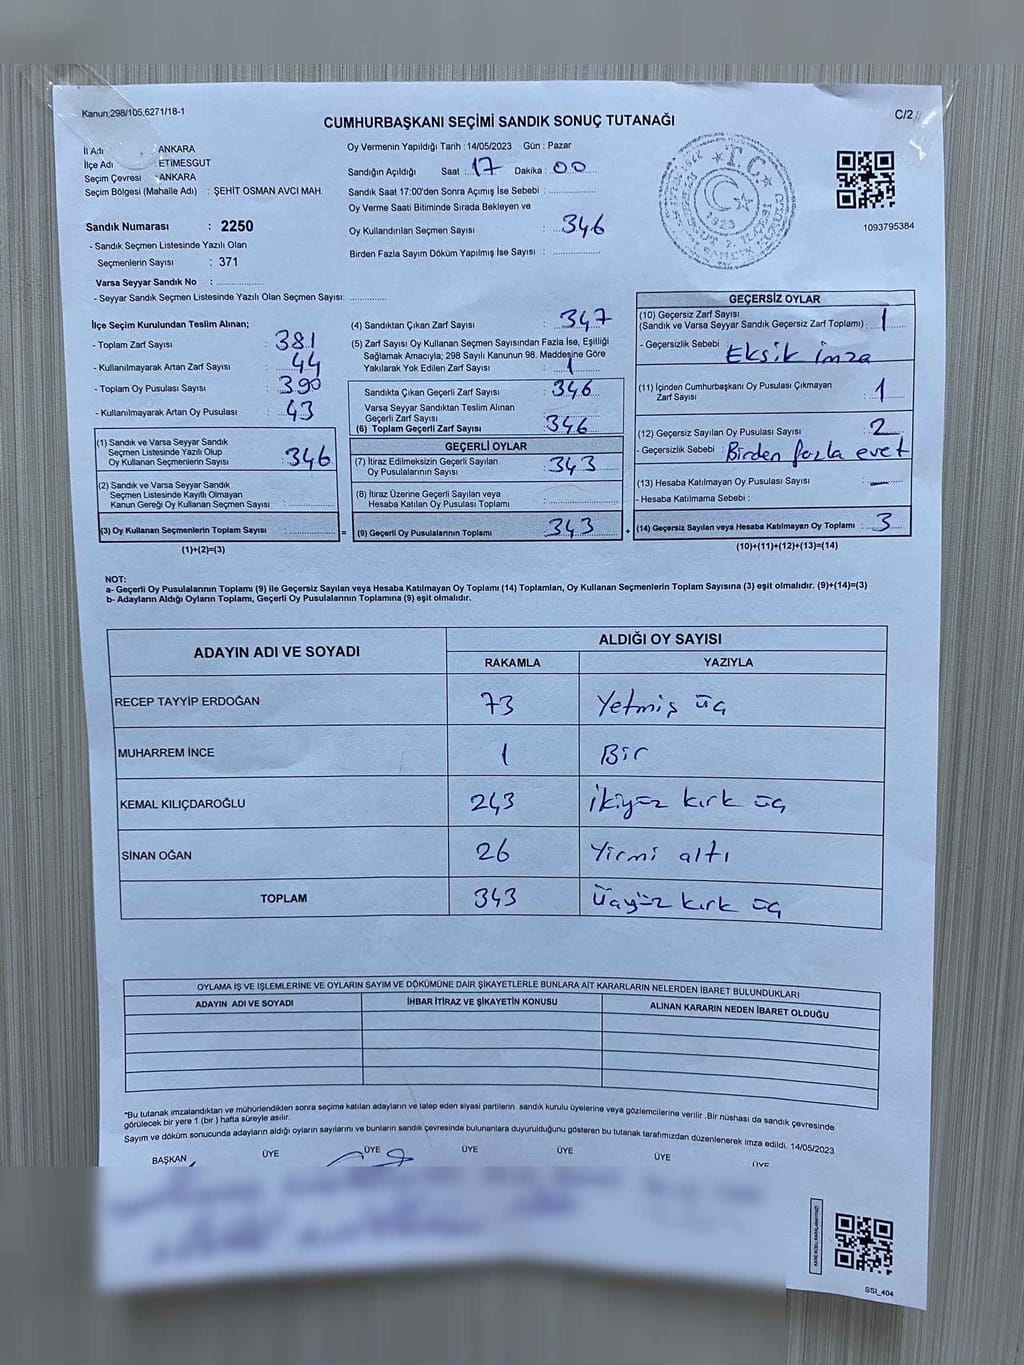 Kanun:298/105,6271/18-1
C/2
CUMHURBAŞKANI SEÇİMİ SANDIK SONUÇ TUTANAĞI
İl Adı : ANKARA
İlçe Adı : ETİMESGUT
Seçim Çevresi : ANKARA
Seçim Bölgesi (Mahalle Adı) : ŞEHİT OSMAN AVCI MAH.
Sandık Numarası : 2250
- Sandık Seçmen Listesinde Yazılı Olan
Seçmenlerin Sayısı : 371
Varsa Seyyar Sandık No : ....................
- Seyyar Sandık Seçmen Listesinde Yazılı Olan Seçmen Sayısı: ..............
Oy Vermenin Yapıldığı Tarih : 14/05/2023 Gün : Pazar
Sandığın Açıldığı Saat : 17 Dakika : 00
Sandık Saat 17:00'den Sonra Açımış İse Sebebi : ..................
Oy Verme Saati Bitiminde Sırada Bekleyen ve
Oy Kullandırılan Seçmen Sayısı : 346
Birden Fazla Sayım Döküm Yapılmış İse Sayısı : ..................
T.C.
1923
1093795384
İlçe Seçim Kurulundan Teslim Alınan;
- Toplam Zarf Sayısı : 381
- Kullanılmayarak Artan Zarf Sayısı : 44
- Toplam Oy Pusulası Sayısı : 390
- Kullanılmayarak Artan Oy Pusulası : 43
(1) Sandık ve Varsa Seyyar Sandık
Seçmen Listesinde Yazılı Olup
Oy Kullanan Seçmenlerin Sayısı : 346
(2) Sandık ve Varsa Seyyar Sandık
Seçmen Listesinde Kayıtlı Olmayan
Kanun Gereği Oy Kullanan Seçmen Sayısı : ..................
(3) Oy Kullanan Seçmenlerin Toplam Sayısı : .................. =
(1)+(2)=(3)
(4) Sandıktan Çıkan Zarf Sayısı : 347
(5) Zarf Sayısı Oy Kullanan Seçmen Sayısından Fazla İse, Eşitliği
Sağlamak Amacıyla; 298 Sayılı Kanunun 98. Maddesine Göre
Yakılarak Yok Edilen Zarf Sayısı : 1
Sandıkta Çıkan Geçerli Zarf Sayısı : 346
Varsa Seyyar Sandıktan Teslim Alınan
Geçerli Zarf Sayısı
(6) Toplam Geçerli Zarf Sayısı : 346
GEÇERLİ OYLAR
(7) İtiraz Edilmeksizin Geçerli Sayılan
Oy Pusulalarının Sayısı : 343
(8) İtiraz Üzerine Geçerli Sayılan veya
Hesaba Katılan Oy Pusulası Toplamı : ..................
(9) Geçerli Oy Pusulalarının Toplamı : 343 +
GEÇERSİZ OYLAR
(10) Geçersiz Zarf Sayısı
(Sandık ve Varsa Seyyar Sandık Geçersiz Zarf Toplamı) : 1
- Geçersizlik Sebebi : Eksik imza
(11) İçinden Cumhurbaşkanı Oy Pusulası Çıkmayan
Zarf Sayısı : 1
(12) Geçersiz Sayılan Oy Pusulası Sayısı : 2
- Geçersizlik Sebebi : Birden fazla evet
(13) Hesaba Katılmayan Oy Pusulası Sayısı : —
- Hesaba Katılmama Sebebi :
(14) Geçersiz Sayılan veya Hesaba Katılmayan Oy Toplamı : 3
(10)+(11)+(12)+(13)=(14)
NOT:
a- Geçerli Oy Pusulalarının Toplamı (9) ile Geçersiz Sayılan veya Hesaba Katılmayan Oy Toplamı (14) Toplamları, Oy Kullanan Seçmenlerin Toplam Sayısına (3) eşit olmalıdır. (9)+(14)=(3)
b- Adayların Aldığı Oyların Toplamı, Geçerli Oy Pusulalarının Toplamına (9) eşit olmalıdır.
ADAYIN ADI VE SOYADI
ALDIĞI OY SAYISI
RAKAMLA YAZIYLA
RECEP TAYYİP ERDOĞAN 73 Yetmiş üç
MUHARREM İNCE 1 Bir
KEMAL KILIÇDAROĞLU 243 ikiyüz kırk üç
SİNAN OĞAN 26 Yirmi altı
TOPLAM 343 Üçyüz kırk üç
OYLAMA İŞ VE İŞLEMLERİNE VE OYLARIN SAYIM VE DÖKÜMÜNE DAİR ŞİKAYETLERLE BUNLARA AİT KARARLARIN NELERDEN İBARET BULUNDUKLARI
ADAYIN ADI VE SOYADI İHBAR İTİRAZ VE ŞİKAYETİN KONUSU ALINAN KARARIN NEDEN İBARET OLDUĞU
*Bu tutanak imzalandıktan ve mühürlendikten sonra seçime katılan adayların ve talep eden siyasi partilerin sandık kurulu üyelerine veya gözlemcilerine verilir .Bir nüshası da sandık çevresinde
görülecek bir yere 1 (bir ) hafta süreyle asılır.
Sayım ve döküm sonucunda adayların aldığı oyların sayılarını ve bunların sandık çevresinde bulunanlara duyurulduğunu gösteren bu tutanak tarafımızdan düzenlenerek imza edildi. 14/05/2023
BAŞKAN ÜYE ÜYE ÜYE ÜYE ÜYE ÜYE
SSI_404